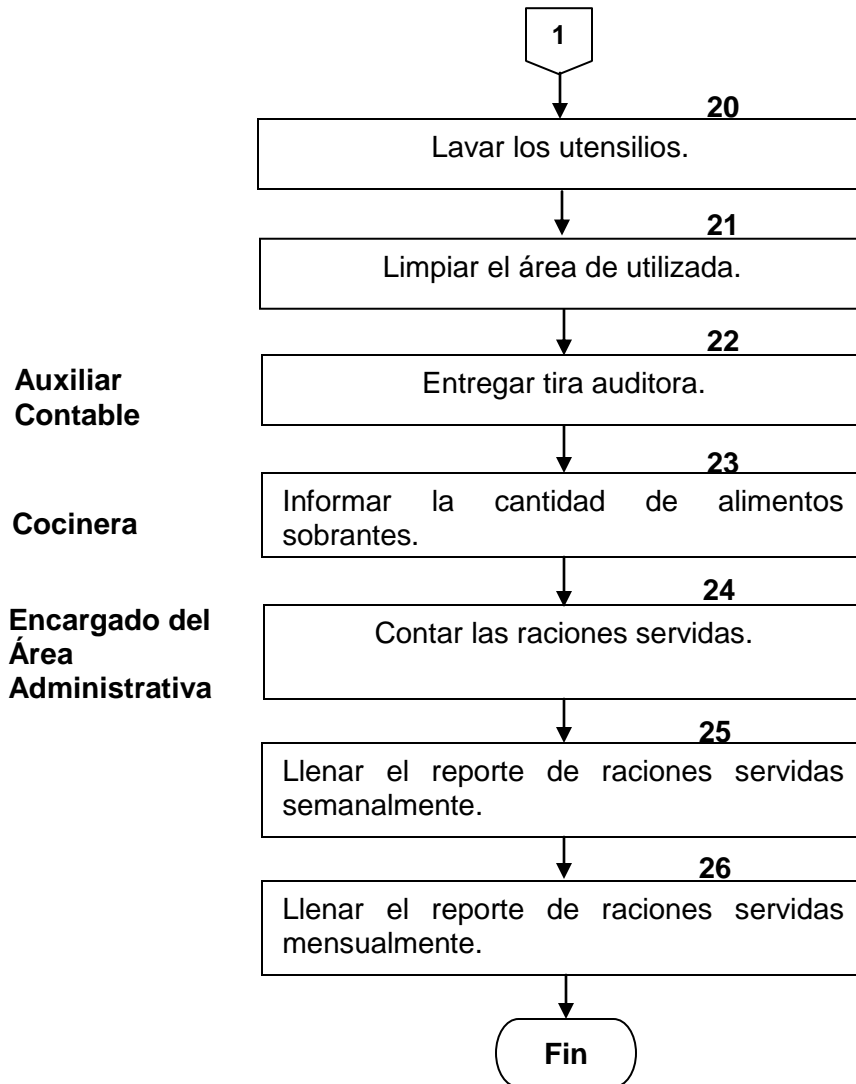 1
20
Lavar los utensilios.
21
Limpiar el área de utilizada.
22
Auxiliar
Contable
Entregar tira auditora.
23
Cocinera
Informar la cantidad de alimentos
sobrantes.
24
Encargado del
Área
Administrativa
Contar las raciones servidas.
25
Llenar el reporte de raciones servidas
semanalmente.
26
Llenar el reporte de raciones servidas
mensualmente.
Fin